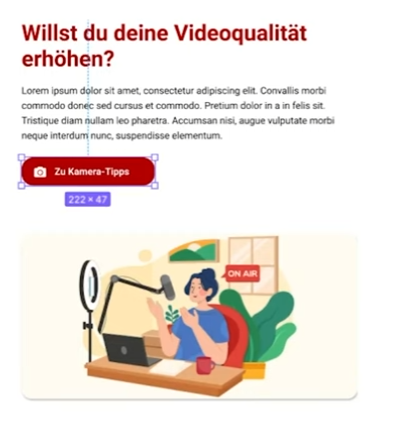 Willst du deine Videoqualität
erhöhen?
Lorem ipsum dolor sit amet, consectetur adipiscing elit. Convallis morbi
commodo donec sed cursus et commodo. Pretium dolor in a in felis sit.
Tristique diam nullam leo pharetra. Accumsan nisi, augue vulputate morbi
neque interdum nunc, suspendisse elementum.
Zu Kamera-Tipps
222 × 47
ON AIR